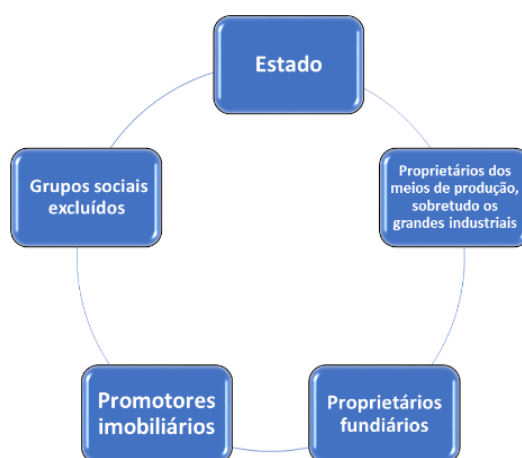 Estado
Proprietários dos
meios de produção,
sobretudo os
grandes industriais
Proprietários
fundiários
Promotores
imobiliários
Grupos sociais
excluídos